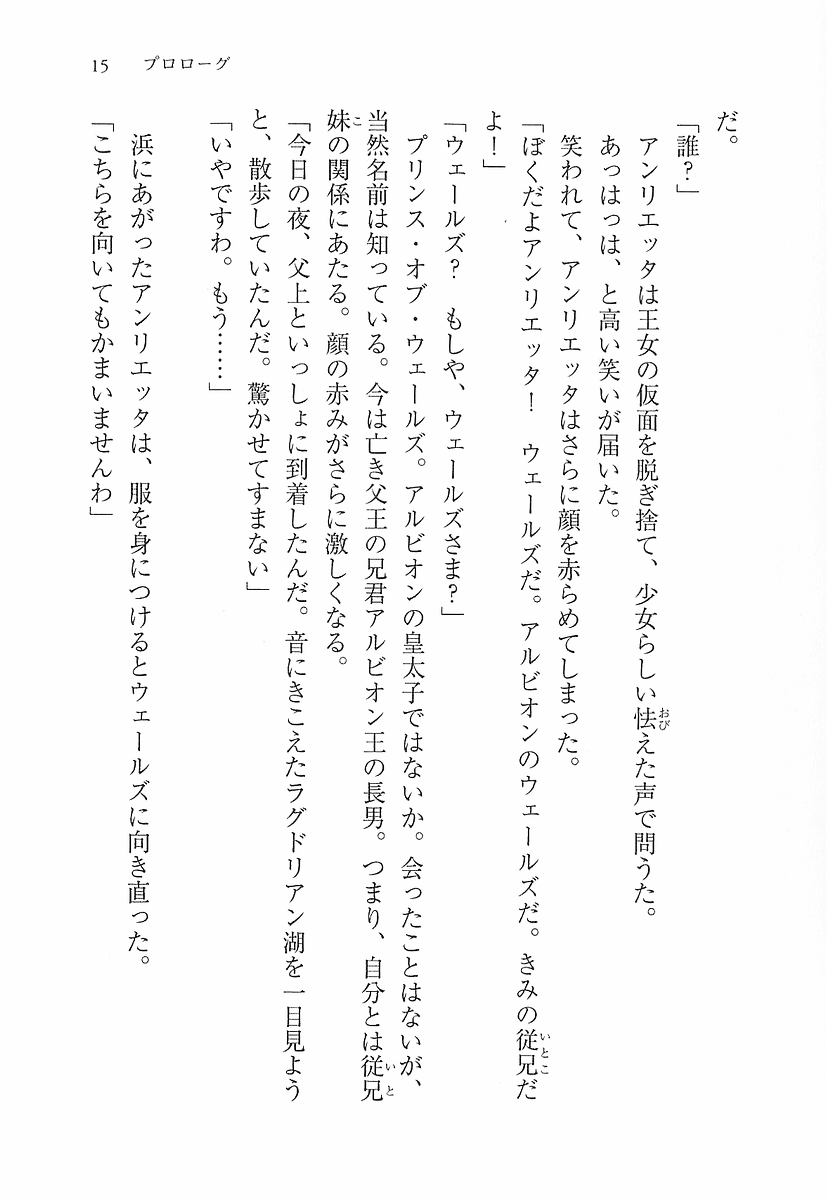 15　プロローグ
だ。
「誰？」
　アンリエッタは王女の仮面を脱ぎ捨て、少女らしい怯えた声で問うた。
　あっはっは、と高い笑いが届いた。
　笑われて、アンリエッタはさらに顔を赤らめてしまった。
「ぼくだよアンリエッタ！　ウェールズだ。アルビオンのウェールズだ。きみの従兄だ
よ！」
「ウェールズ？　もしや、ウェールズさま？」
　プリンス・オブ・ウェールズ。アルビオンの皇太子ではないか。会ったことはないが、
当然名前は知っている。今は亡き父王の兄君アルビオン王の長男。つまり、自分とは従兄
妹の関係にあたる。顔の赤みがさらに激しくなる。
「今日の夜、父上といっしょに到着したんだ。音にきこえたラグドリアン湖を一目見よう
と、散歩していたんだ。驚かせてすまない」
「いやですわ。もう……」
　浜にあがったアンリエッタは、服を身につけるとウェールズに向き直った。
「こちらを向いてもかまいませんわ」